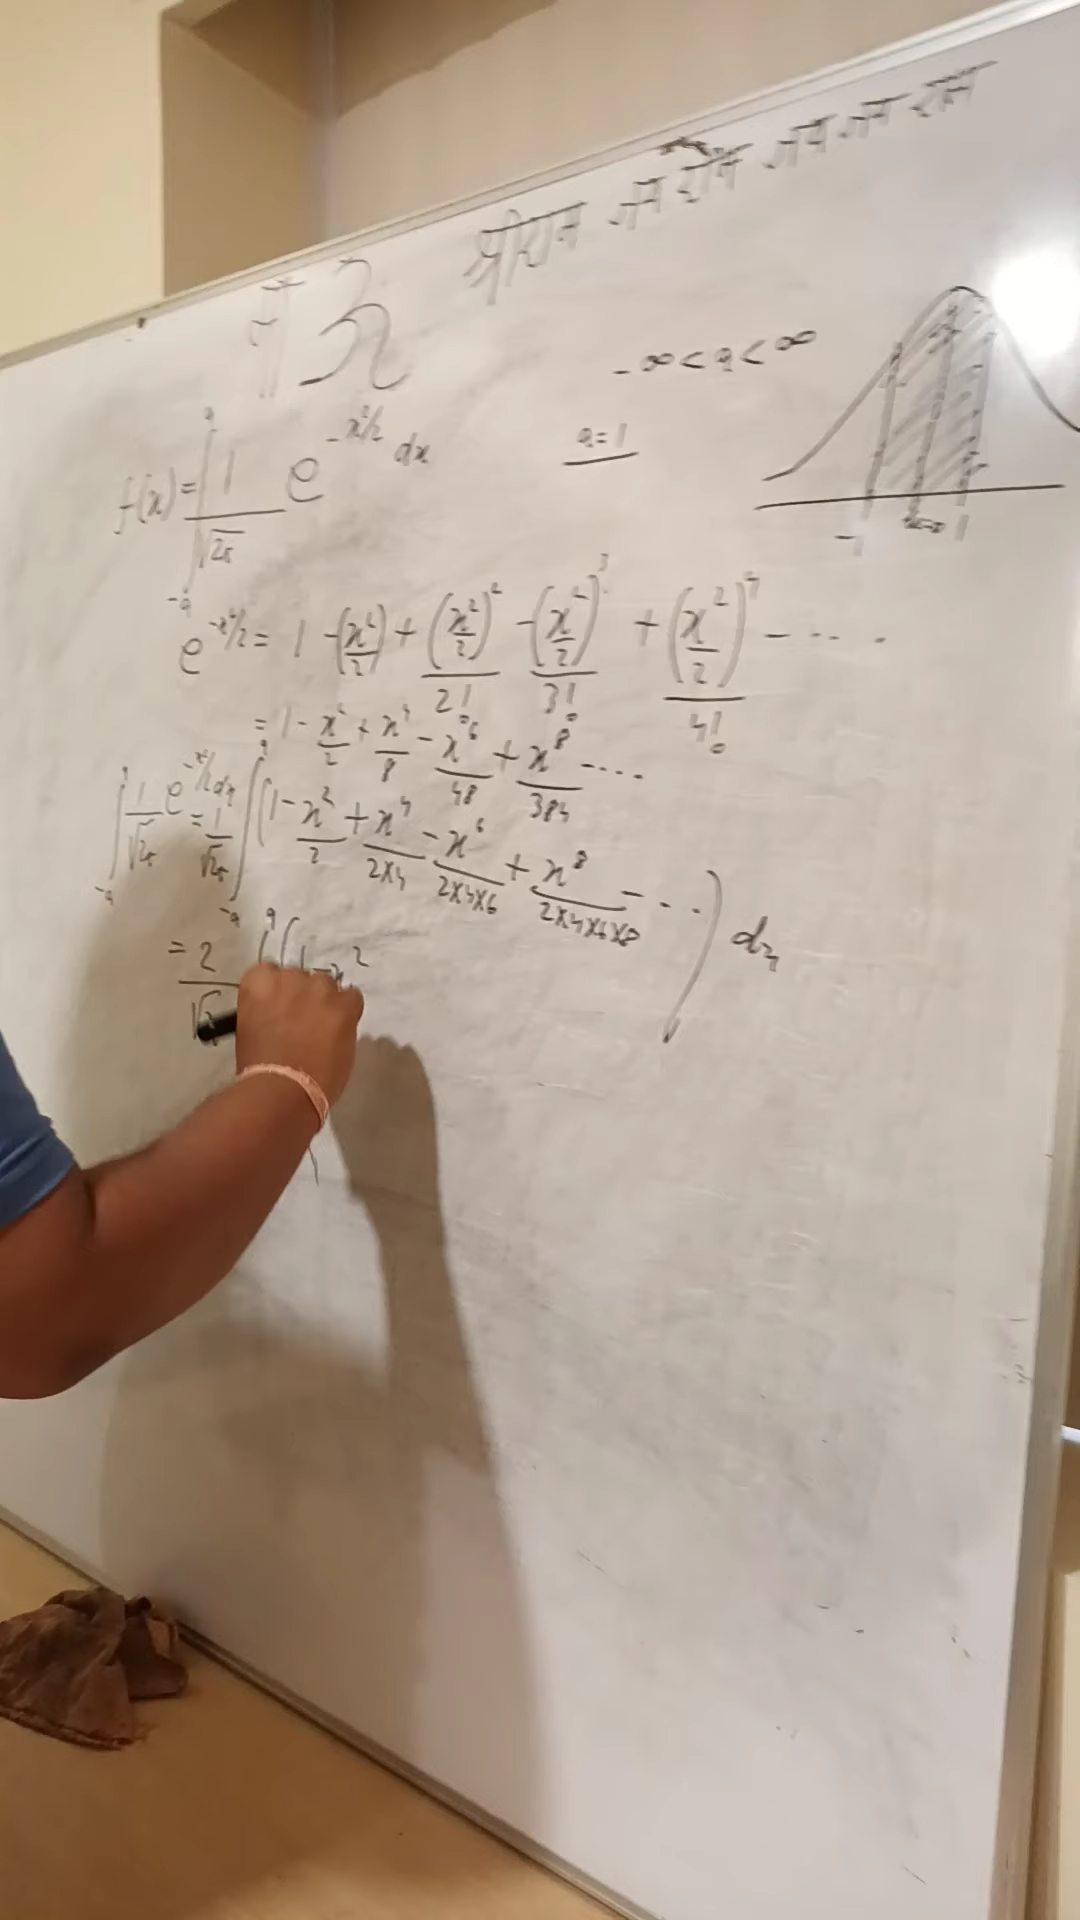 श्रीराम जय राम जय जय राम
ॐ
-∞ < a < ∞
a = 1
f(x) = ∫_{-a}^{a} 1/√2π e^{-x²/2} dx
-1 x=0 1
e^{-x²/2} = 1 - (x²/2) + (x²/2)²/2! - (x²/2)³/3! + (x²/2)⁴/4! - ....
= 1 - x²/2 + x⁴/8 - x⁶/48 + x⁸/384 ....
∫_{-a}^{a} 1/√2π e^{-x²/2} dx = 1/√2π ∫_{-a}^{a} (1 - x²/2 + x⁴/2×4 - x⁶/2×4×6 + x⁸/2×4×6×8 - ...) dx
= 2/√2π ∫^{a} (1 - x²